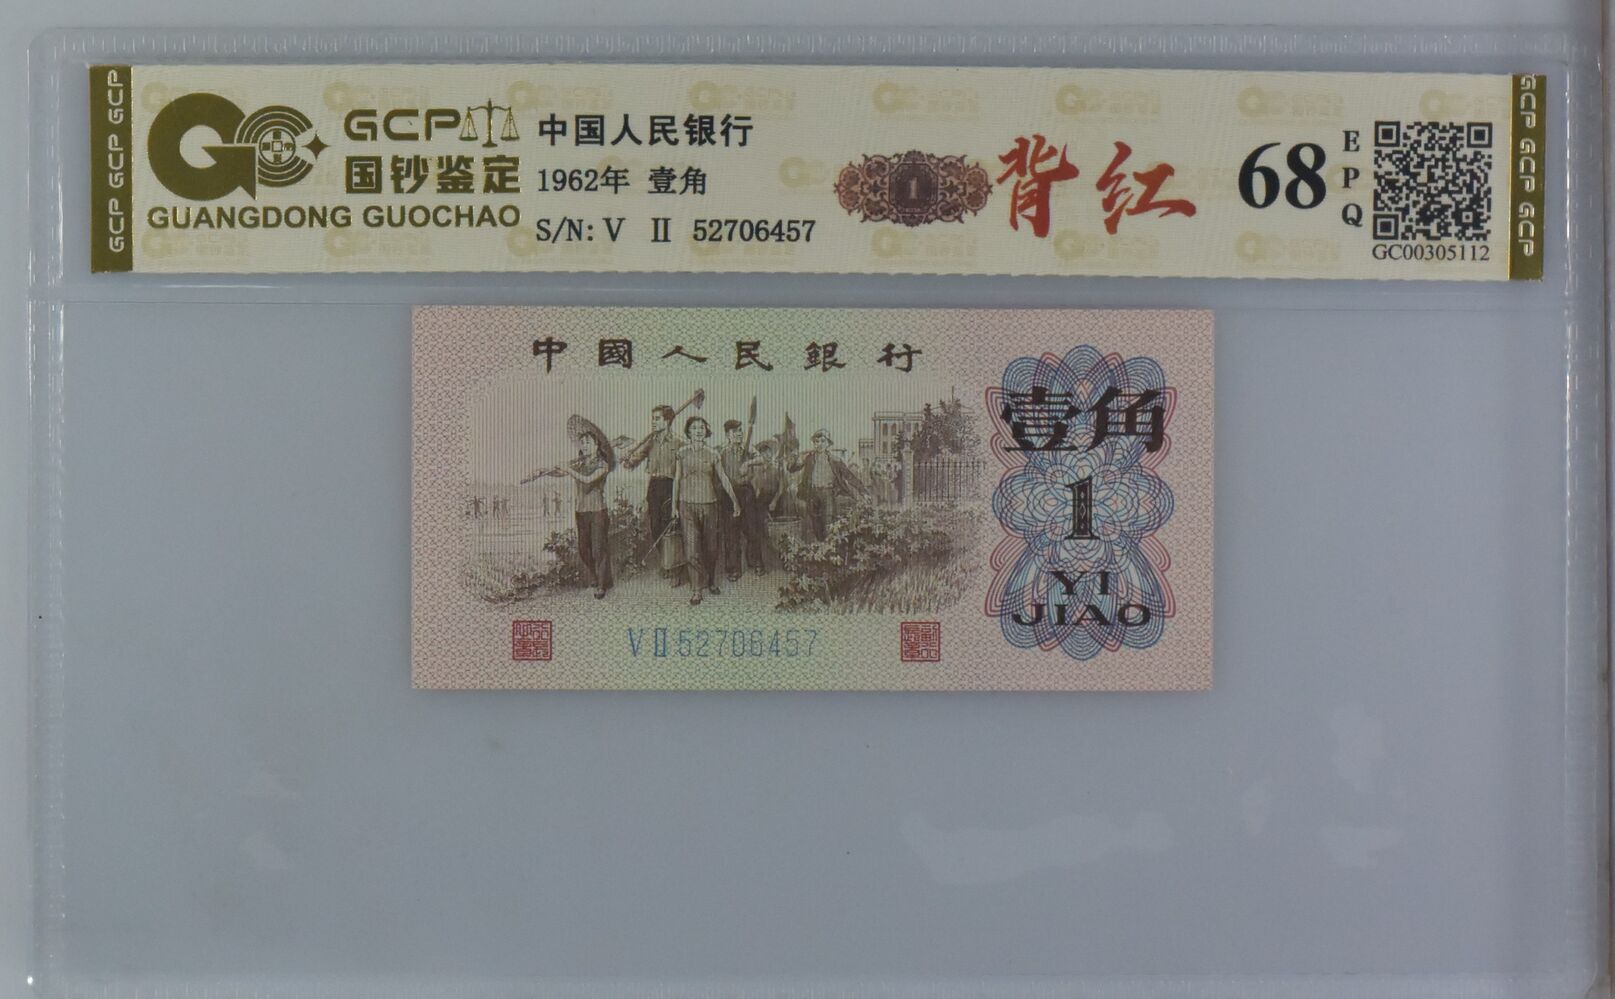 GCP GCP GCP
GCP
国钞鉴定
GUANGDONG GUOCHAO
中国人民银行
1962年 壹角
S/N: V Ⅱ 52706457
1
背红
68
EPQ
GC00305112
GCP GCP GCP
中國人民銀行
壹角
1
YI
JIAO
VⅡ52706457